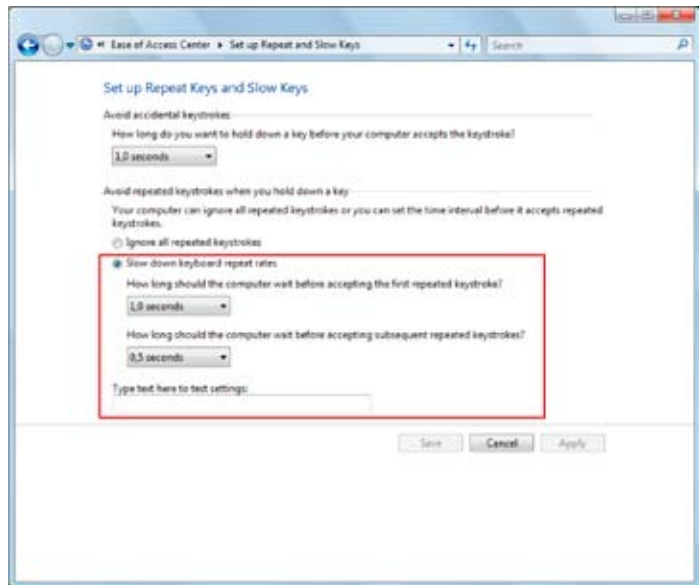 « Ease of Access Center ▸ Set up Repeat and Slow Keys
Search
Set up Repeat Keys and Slow Keys
Avoid accidental keystrokes
How long do you want to hold down a key before your computer accepts the keystroke?
1,0 seconds
Avoid repeated keystrokes when you hold down a key
Your computer can ignore all repeated keystrokes or you can set the time interval before it accepts repeated
keystrokes.
Ignore all repeated keystrokes
Slow down keyboard repeat rates
How long should the computer wait before accepting the first repeated keystroke?
1,0 seconds
How long should the computer wait before accepting subsequent repeated keystrokes?
0,5 seconds
Type text here to test settings:
Save Cancel Apply